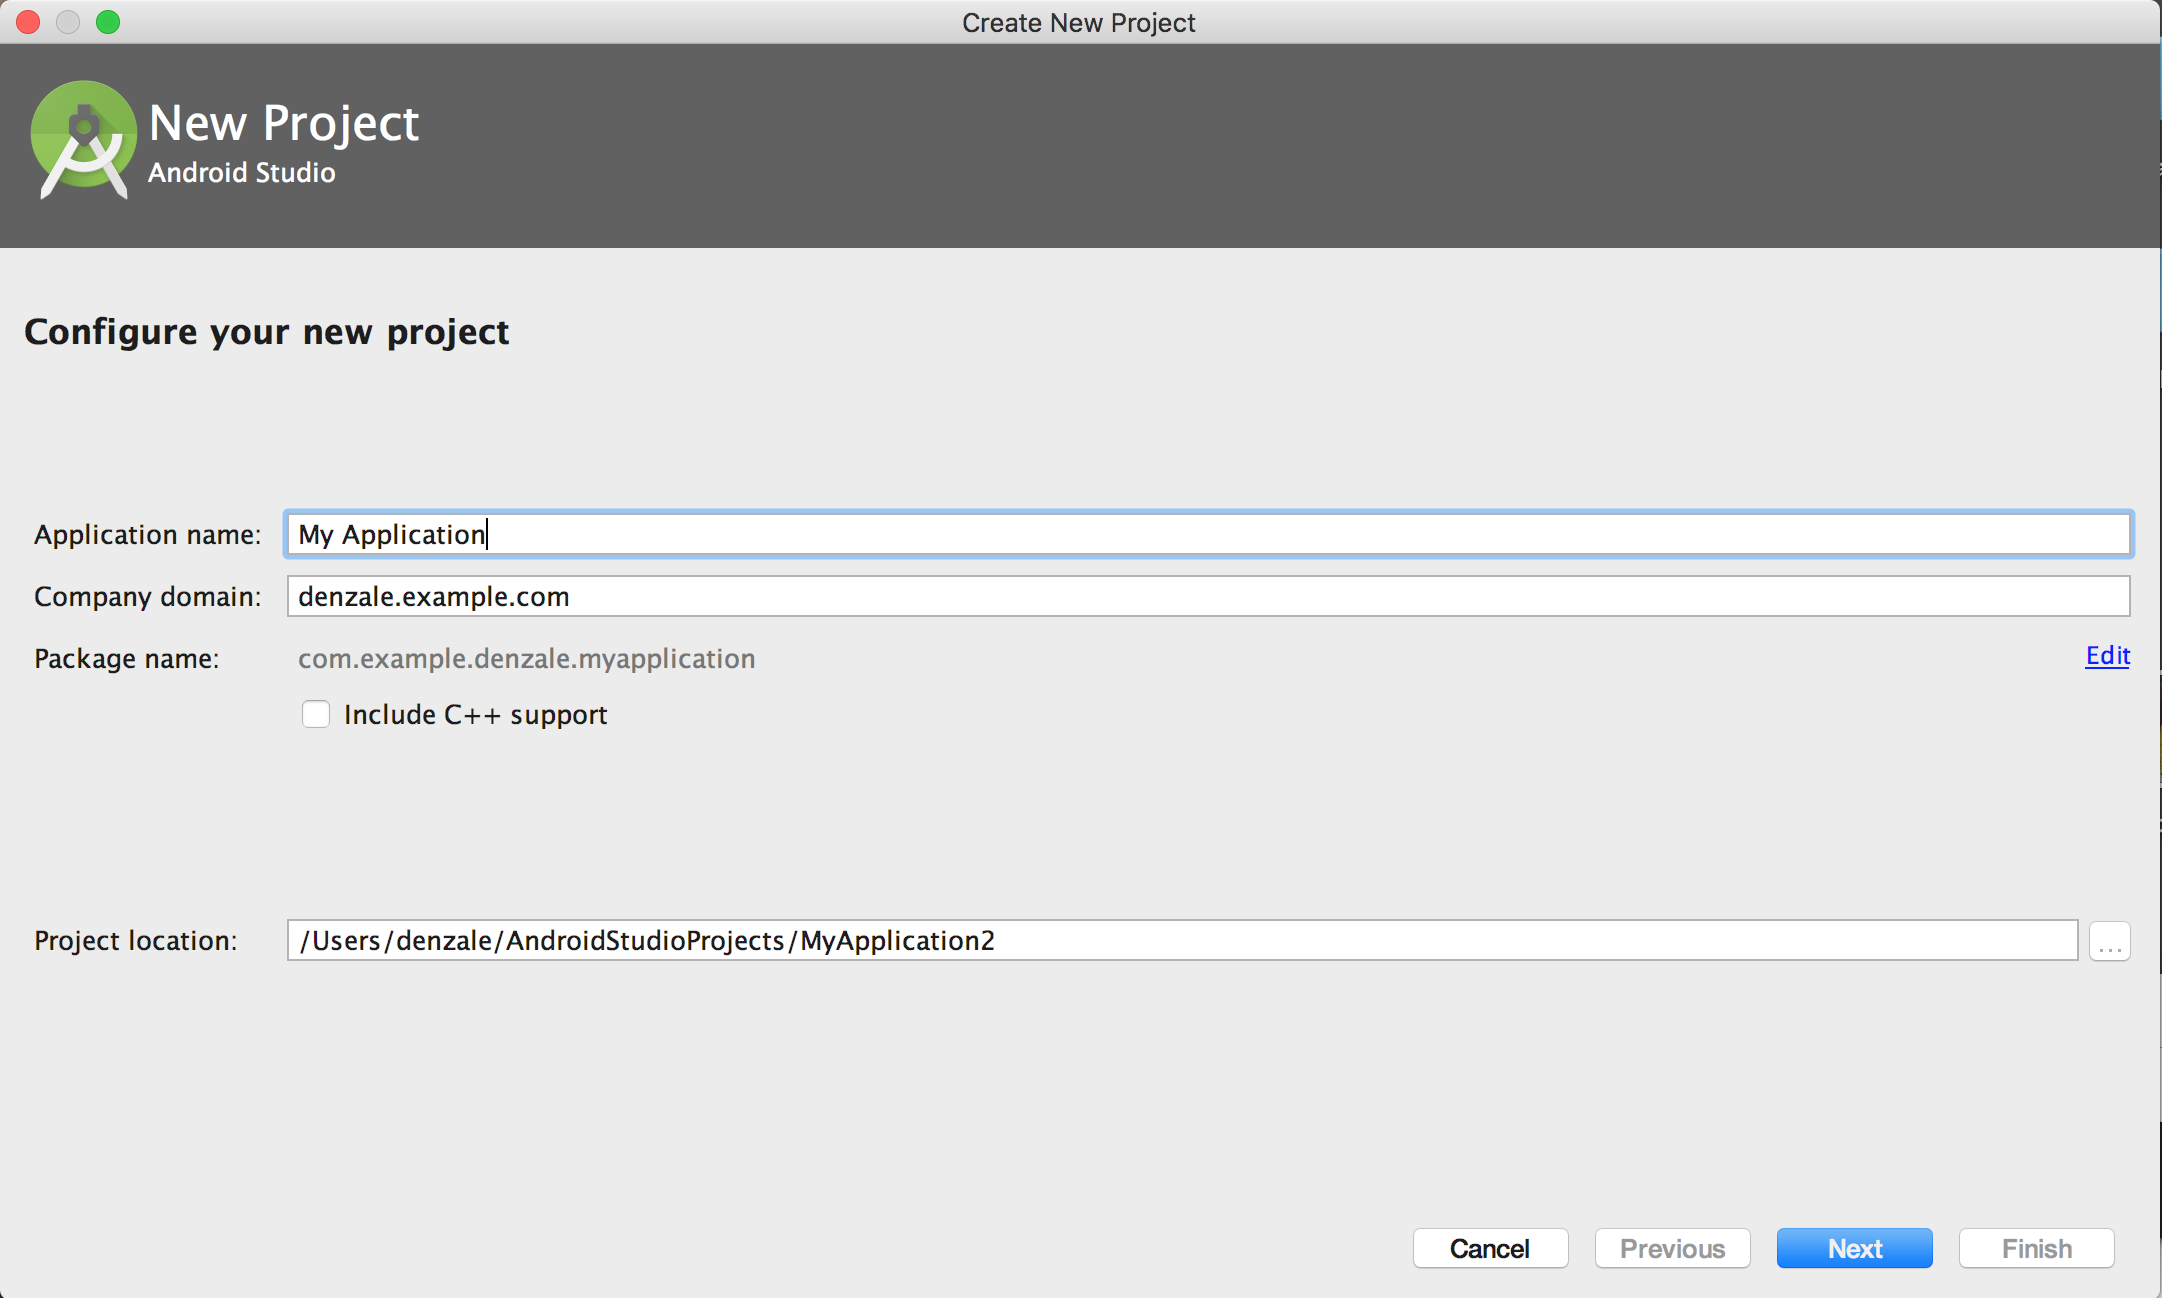 Create New Project
New Project
Android Studio
Configure your new project
Application name: My Application
Company domain: denzale.example.com
Package name: com.example.denzale.myapplication Edit
Include C++ support
Project location: /Users/denzale/AndroidStudioProjects/MyApplication2 ...
Cancel Previous Next Finish